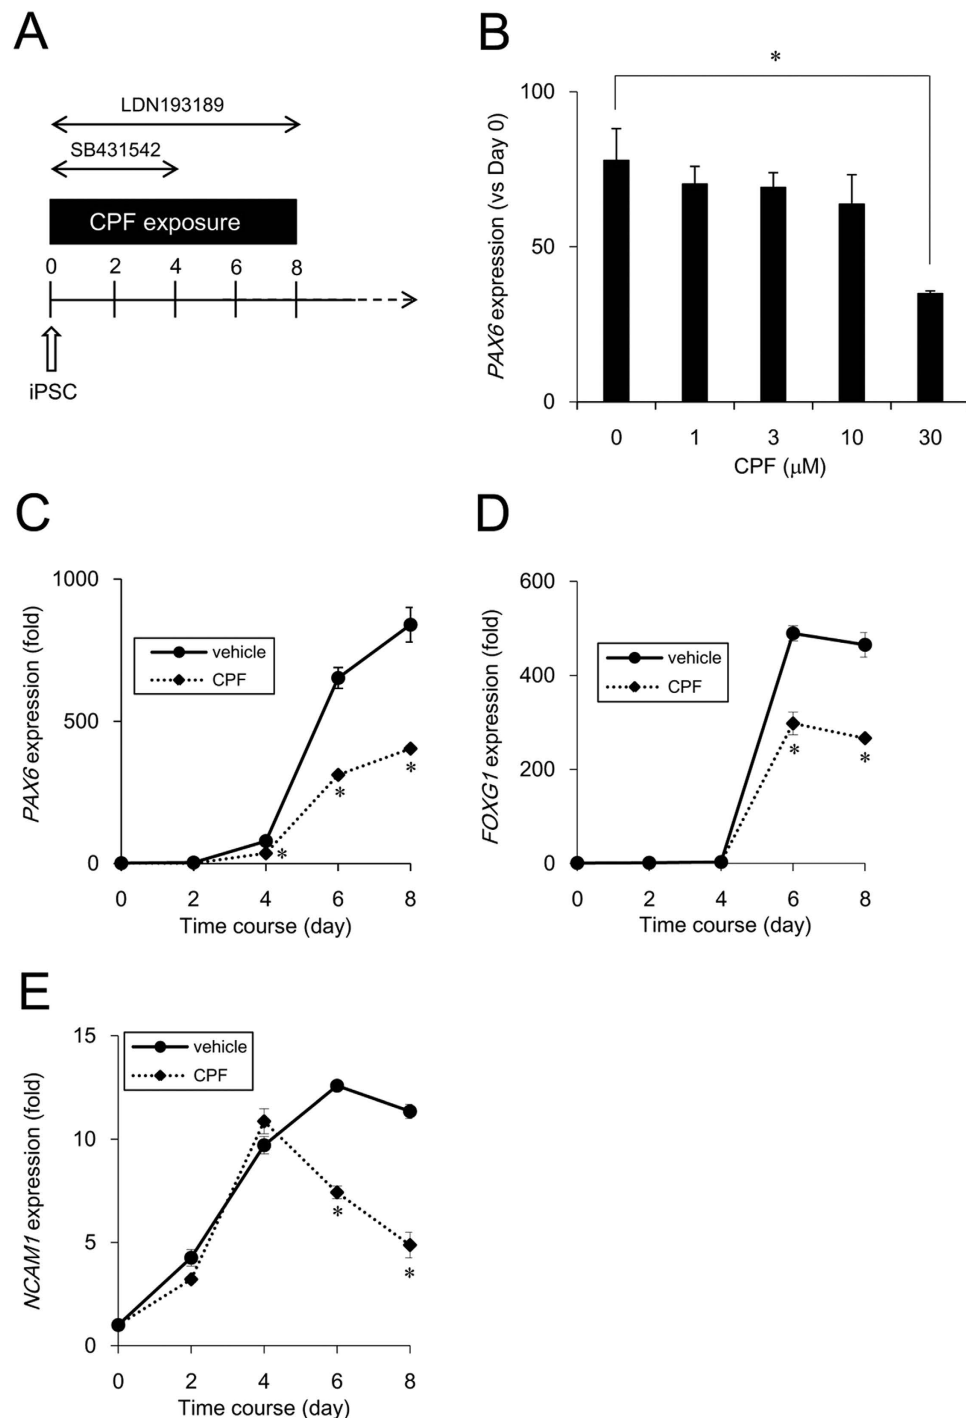 A
LDN193189
SB431542
CPF exposure
0 2 4 6 8
iPSC
B
*
PAX6 expression (vs Day 0)
100
50
0
0 1 3 10 30
CPF (μM)
C
PAX6 expression (fold)
1000
500
0
vehicle
CPF
*
*
*
0 2 4 6 8
Time course (day)
D
FOXG1 expression (fold)
600
400
200
0
vehicle
CPF
*
*
0 2 4 6 8
Time course (day)
E
NCAM1 expression (fold)
15
10
5
0
vehicle
CPF
*
*
0 2 4 6 8
Time course (day)